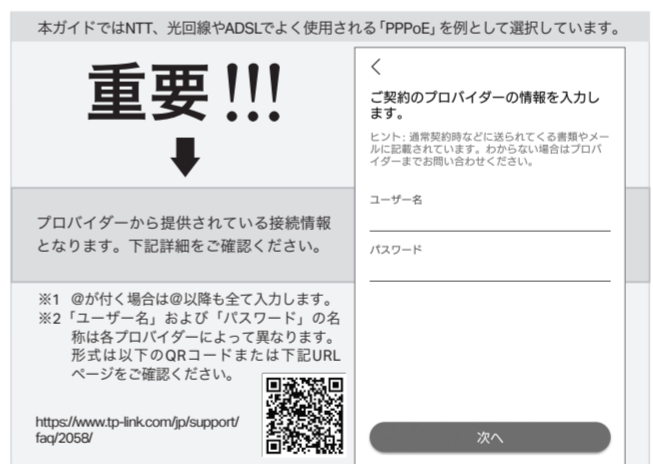 本ガイドではNTT、光回線やADSLでよく使用される「PPPoE」を例として選択しています。
重要!!!
プロバイダーから提供されている接続情報
となります。下記詳細をご確認ください。
※1 @が付く場合は@以降も全て入力します。
※2「ユーザー名」および「パスワード」の名
称は各プロバイダーによって異なります。
形式は以下のQRコードまたは下記URL
ページをご確認ください。
https://www.tp-link.com/jp/support/
faq/2058/
ご契約のプロバイダーの情報を入力し
ます。
ヒント: 通常契約時などに送られてくる書類やメー
ルに記載されています。わからない場合はプロバ
イダーまでお問い合わせください。
ユーザー名
パスワード
次へ